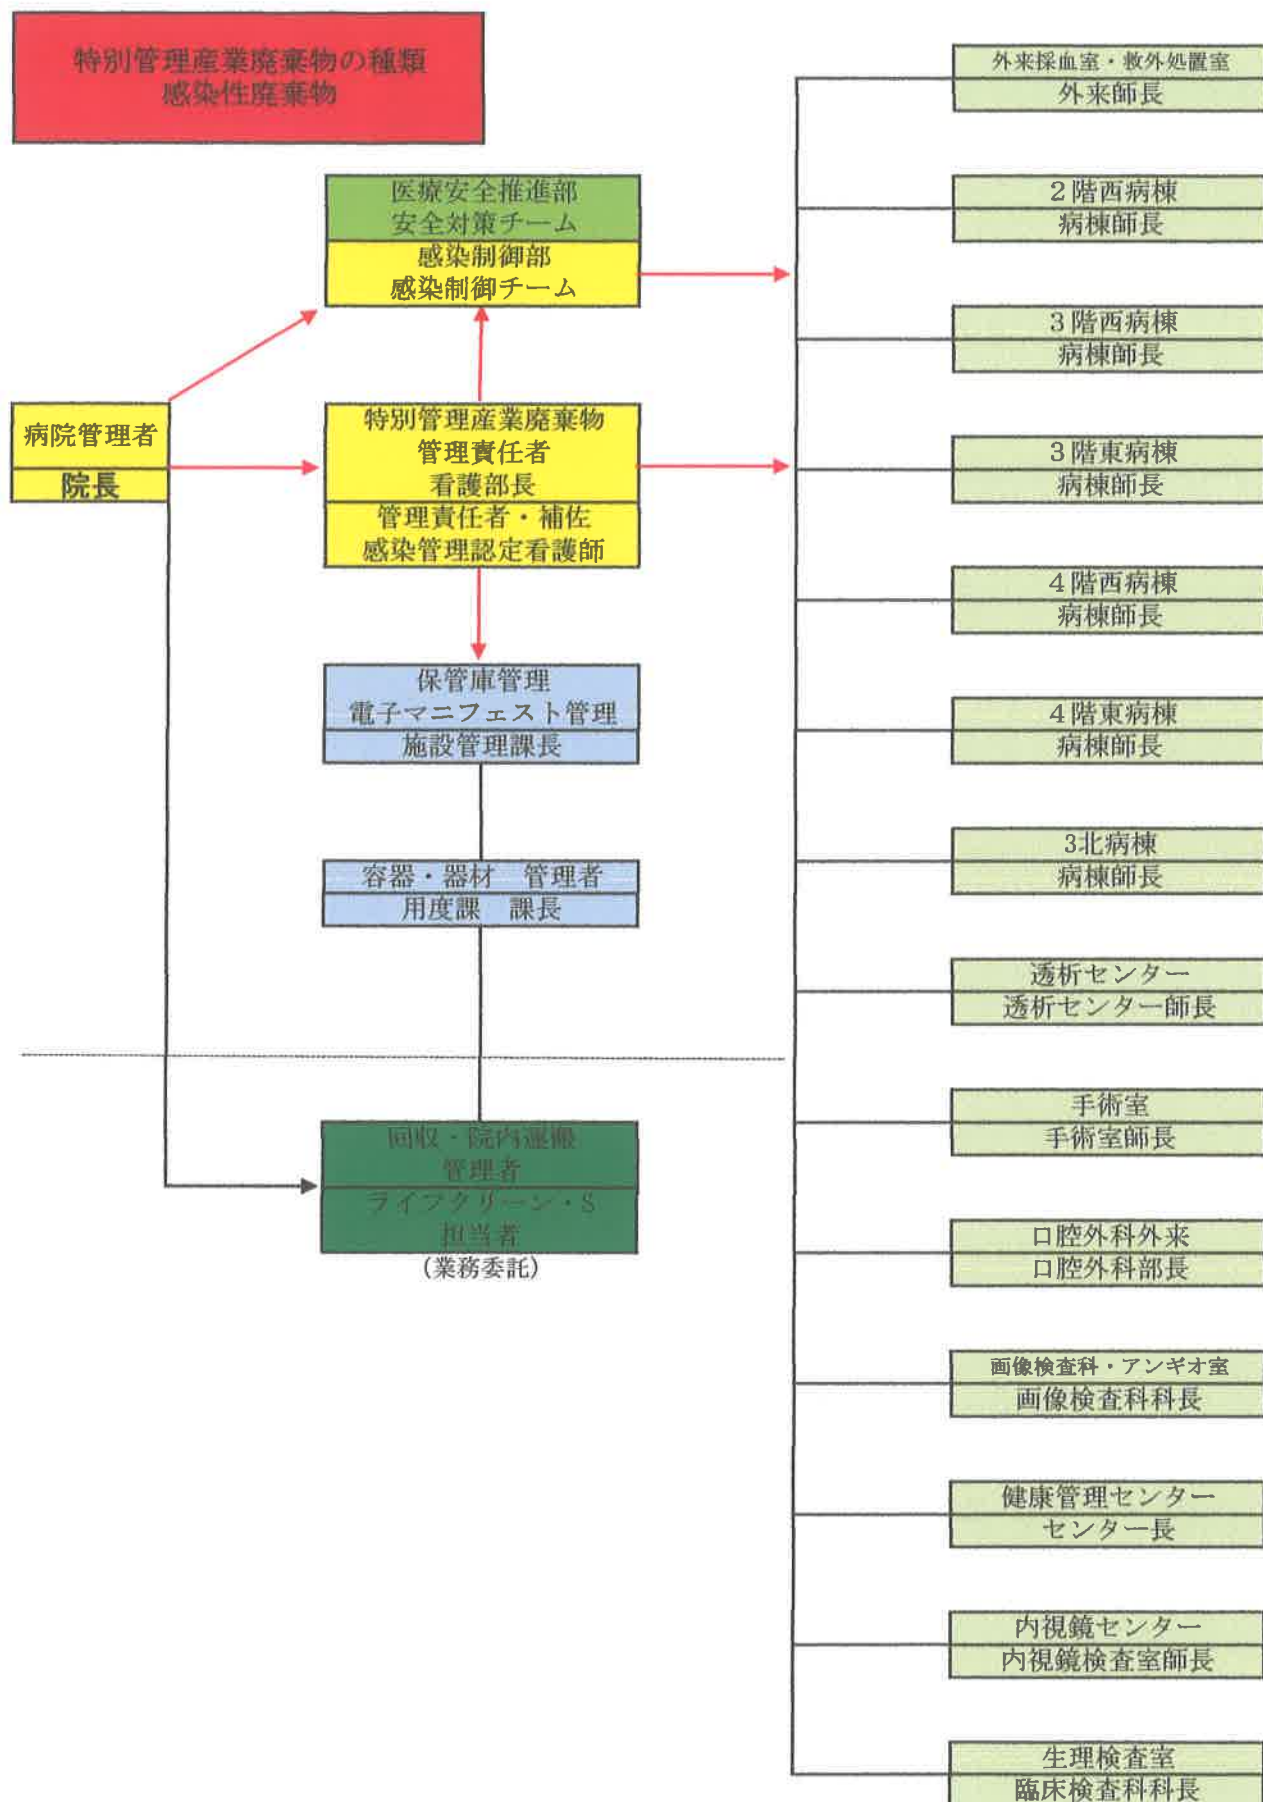 特別管理産業廃棄物の種類
感染性廃棄物
医療安全推進部
安全対策チーム
感染制御部
感染制御チーム
病院管理者
院長
特別管理産業廃棄物
管理責任者
看護部長
管理責任者・補佐
感染管理認定看護師
保管庫管理
電子マニフェスト管理
施設管理課長
容器・器材　管理者
用度課　課長
回収・院内運搬
管理者
ライフクリーン・S
担当者
(業務委託)
外来採血室・救外処置室
外来師長
2階西病棟
病棟師長
3階西病棟
病棟師長
3階東病棟
病棟師長
4階西病棟
病棟師長
4階東病棟
病棟師長
3北病棟
病棟師長
透析センター
透析センター師長
手術室
手術室師長
口腔外科外来
口腔外科部長
画像検査科・アンギオ室
画像検査科科長
健康管理センター
センター長
内視鏡センター
内視鏡検査室師長
生理検査室
臨床検査科科長